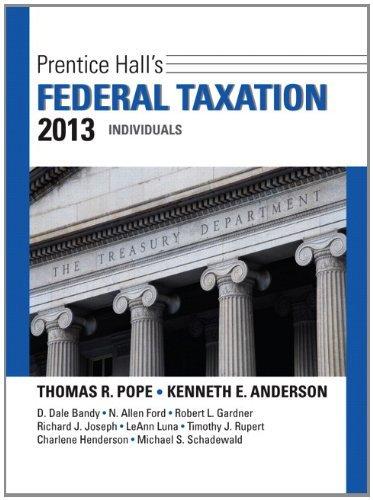 Prentice Hall's
FEDERAL TAXATION
2013 INDIVIDUALS
THE TREASURY DEPARTMENT
THOMAS R. POPE • KENNETH E. ANDERSON
D. Dale Bandy • N. Allen Ford • Robert L. Gardner
Richard J. Joseph • LeAnn Luna • Timothy J. Rupert
Charlene Henderson • Michael S. Schadewald